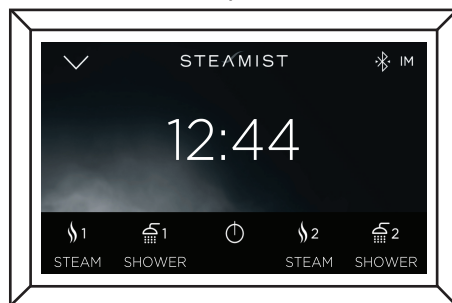 STEAMIST
IM
12:44
1 1 2 2
STEAM SHOWER STEAM SHOWER